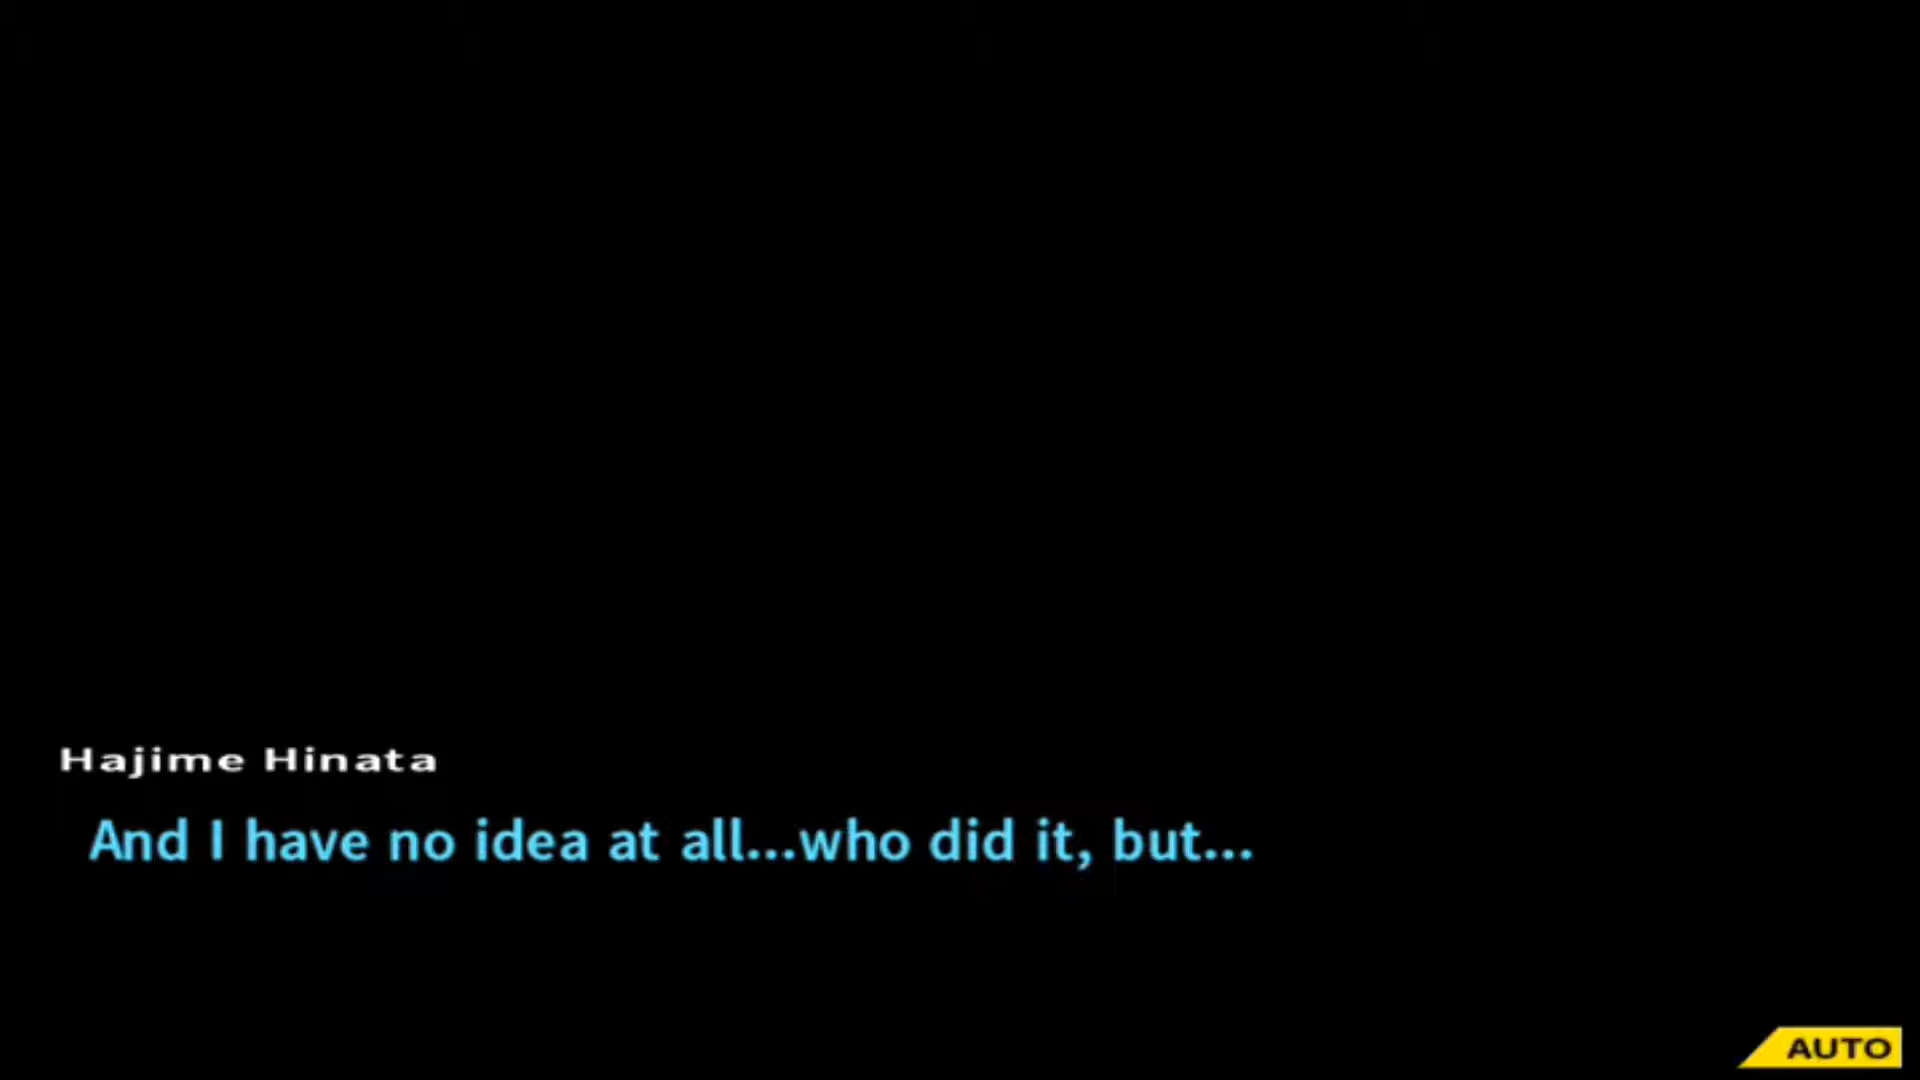 Hajime Hinata
And I have no idea at all...who did it, but...
AUTO